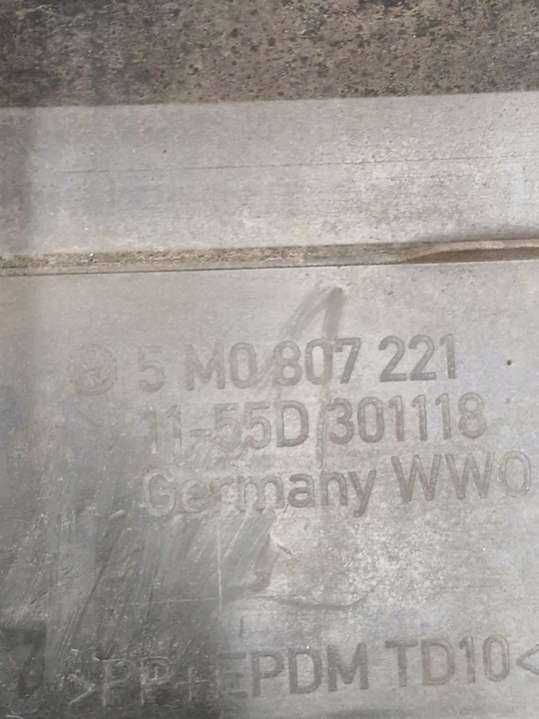 5 M0 807 221
11-55D/301118
Germany WWO
>PP+EPDM TD10<